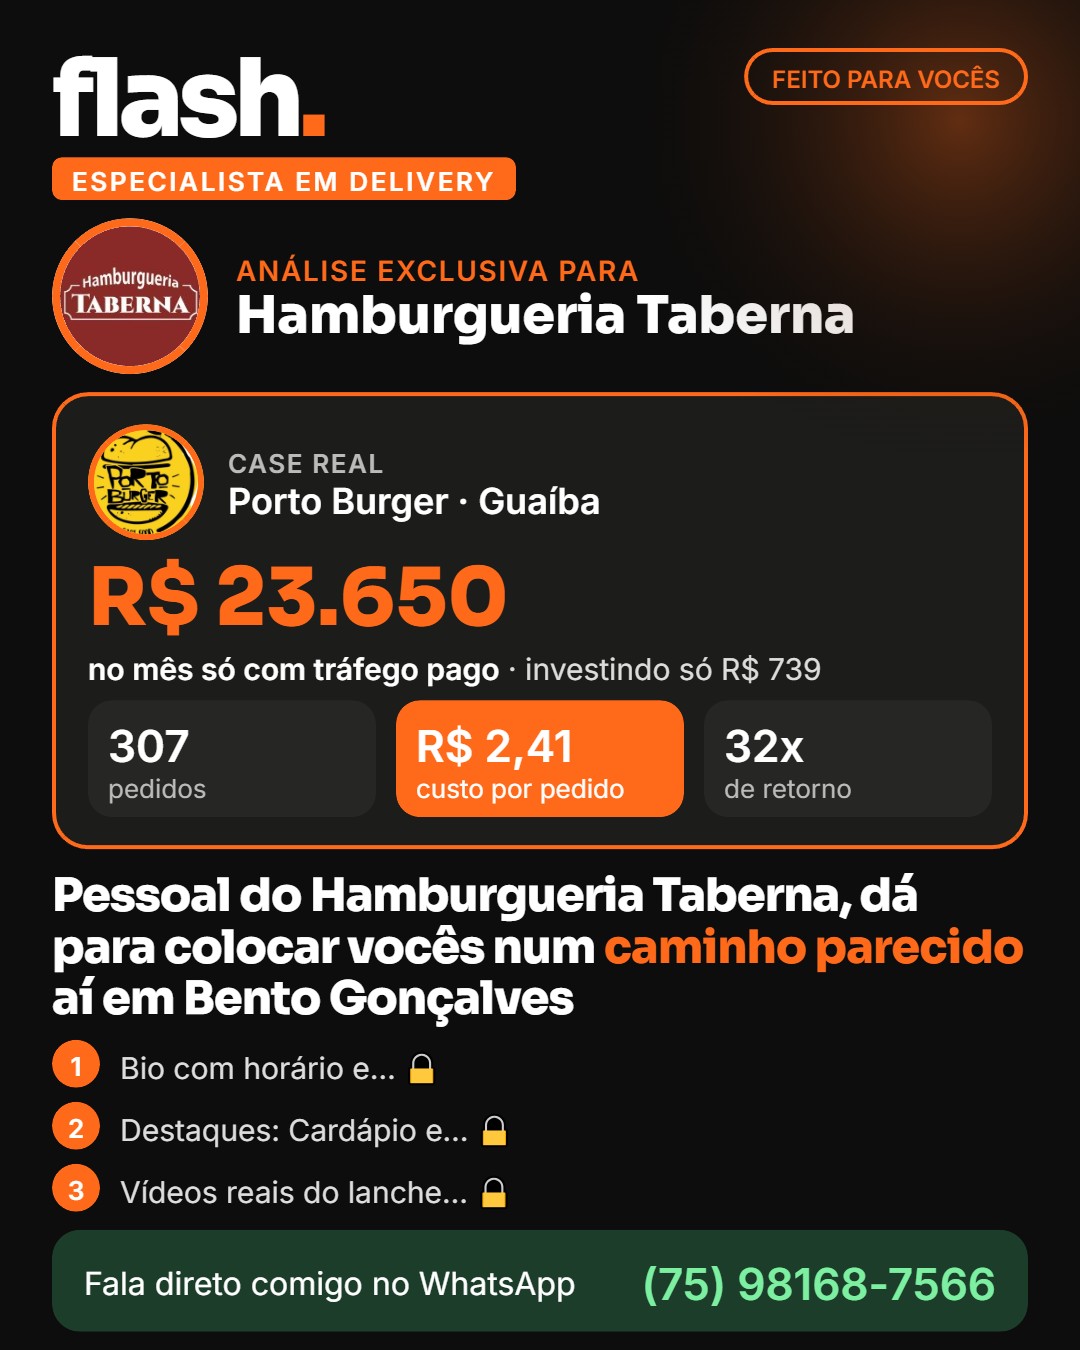 flash.
FEITO PARA VOCÊS
ESPECIALISTA EM DELIVERY
Hamburgueria
TABERNA
ANÁLISE EXCLUSIVA PARA
Hamburgueria Taberna
PORTO
BURGER
CASE REAL
Porto Burger · Guaíba
R$ 23.650
no mês só com tráfego pago · investindo só R$ 739
307
pedidos
R$ 2,41
custo por pedido
32x
de retorno
Pessoal do Hamburgueria Taberna, dá
para colocar vocês num caminho parecido
aí em Bento Gonçalves
1 Bio com horário e... 🔒
2 Destaques: Cardápio e... 🔒
3 Vídeos reais do lanche... 🔒
Fala direto comigo no WhatsApp (75) 98168-7566